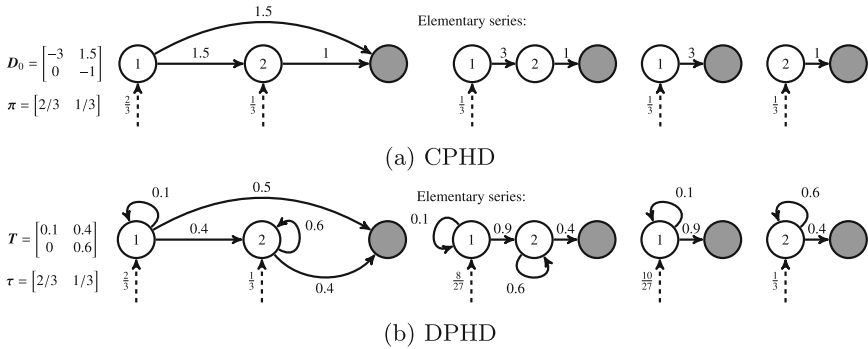 1.5
Elementary series:
D₀ = [−3 1.5
0 −1]
1 1.5 2 1
1 3 2 1
1 3
2 1
π = [2/3 1/3]
2/3 1/3 1/3 1/3 1/3
(a) CPHD
0.1 0.5 Elementary series: 0.1 0.6
T = [0.1 0.4
0 0.6]
1 0.4 2 0.6
0.1 1 0.9 2 0.4
1 0.9
2 0.4
τ = [2/3 1/3]
2/3 1/3 0.4 8/27 0.6 10/27 1/3
(b) DPHD